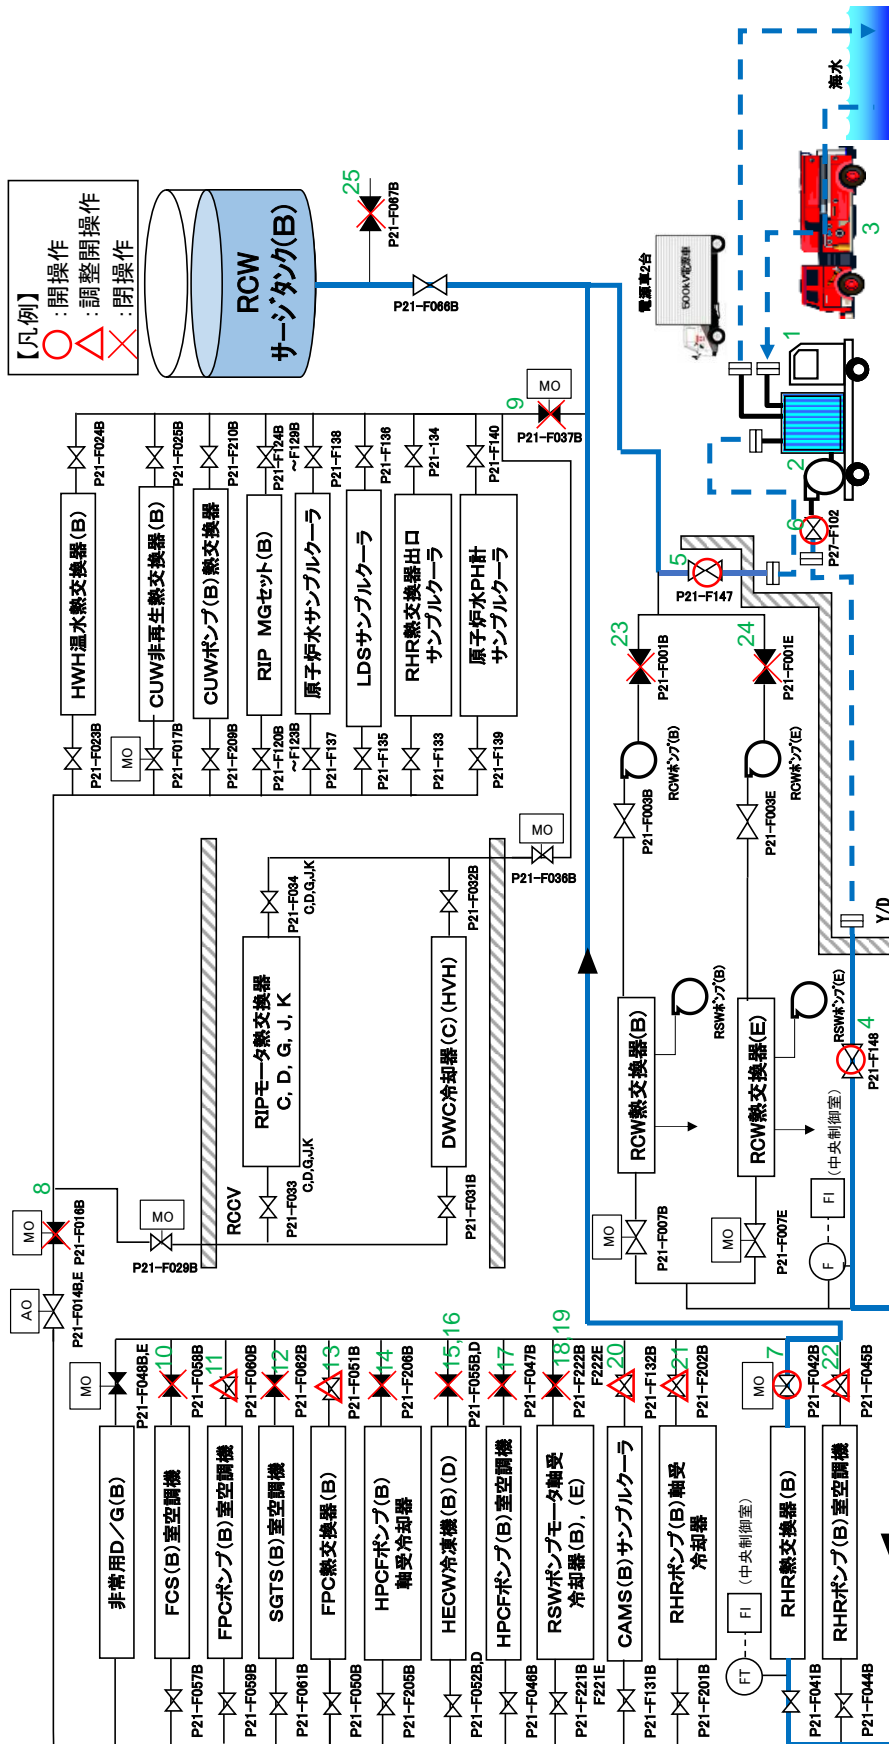 【凡例】
○:開操作
△:調整開操作
×:閉操作
RCW
サージタンク(B)
25
P21-F067B
P21-F066B
海水
3
電源車2台
500kV電源車
1
2
6
P27-F102
5
P21-F147
9
MO
P21-F037B
P21-F024B
HWH温水熱交換器(B)
P21-F023B
P21-F025B
CUW非再生熱交換器(B)
MO
P21-F017B
P21-F210B
CUWポンプ(B)熱交換器
P21-F209B
P21-F124B
~F129B
RIP MGセット(B)
P21-F120B
~F123B
P21-F138
原子炉水サンプルクーラ
P21-F137
P21-F136
LDSサンプルクーラ
P21-F135
P21-134
RHR熱交換器出口
サンプルクーラ
P21-F133
P21-F140
原子炉水PH計
サンプルクーラ
P21-F139
MO
P21-F036B
P21-F034
C,D,G,J,K
RIPモータ熱交換器
C, D, G, J, K
P21-F033
C,D,G,J,K
P21-F032B
DWC冷却器(C)(HVH)
P21-F031B
RCCV
MO
P21-F029B
8
MO
P21-F016B
AO
P21-F014B,E
23
P21-F001B
RCWポンプ(B)
P21-F003B
RCW熱交換器(B)
RSWポンプ(B)
MO
P21-F007B
24
P21-F001E
RCWポンプ(E)
P21-F003E
RCW熱交換器(E)
RSWポンプ(E)
MO
P21-F007E
Y/D
4
P21-F148
(中央制御室)
FI
F
MO
P21-F048B,E
非常用D/G(B)
10
P21-F058B
FCS(B)室空調機
P21-F057B
11
P21-F060B
FPCポンプ(B)室空調機
P21-F059B
12
P21-F062B
SGTS(B)室空調機
P21-F061B
13
P21-F051B
FPC熱交換器(B)
P21-F050B
14
P21-F206B
HPCFポンプ(B)
軸受冷却器
P21-F205B
15,16
P21-F055B,D
HECW冷凍機(B)(D)
P21-F052B,D
17
P21-F047B
HPCFポンプ(B)室空調機
P21-F046B
18,19
P21-F222B
F222E
RSWポンプモータ軸受
冷却器(B), (E)
P21-F221B
F221E
20
P21-F132B
CAMS(B)サンプルクーラ
P21-F131B
21
P21-F202B
RHRポンプ(B)軸受
冷却器
P21-F201B
7
MO
P21-F042B
RHR熱交換器(B)
P21-F041B
(中央制御室)
FI
FT
22
P21-F045B
RHRポンプ(B)室空調機
P21-F044B